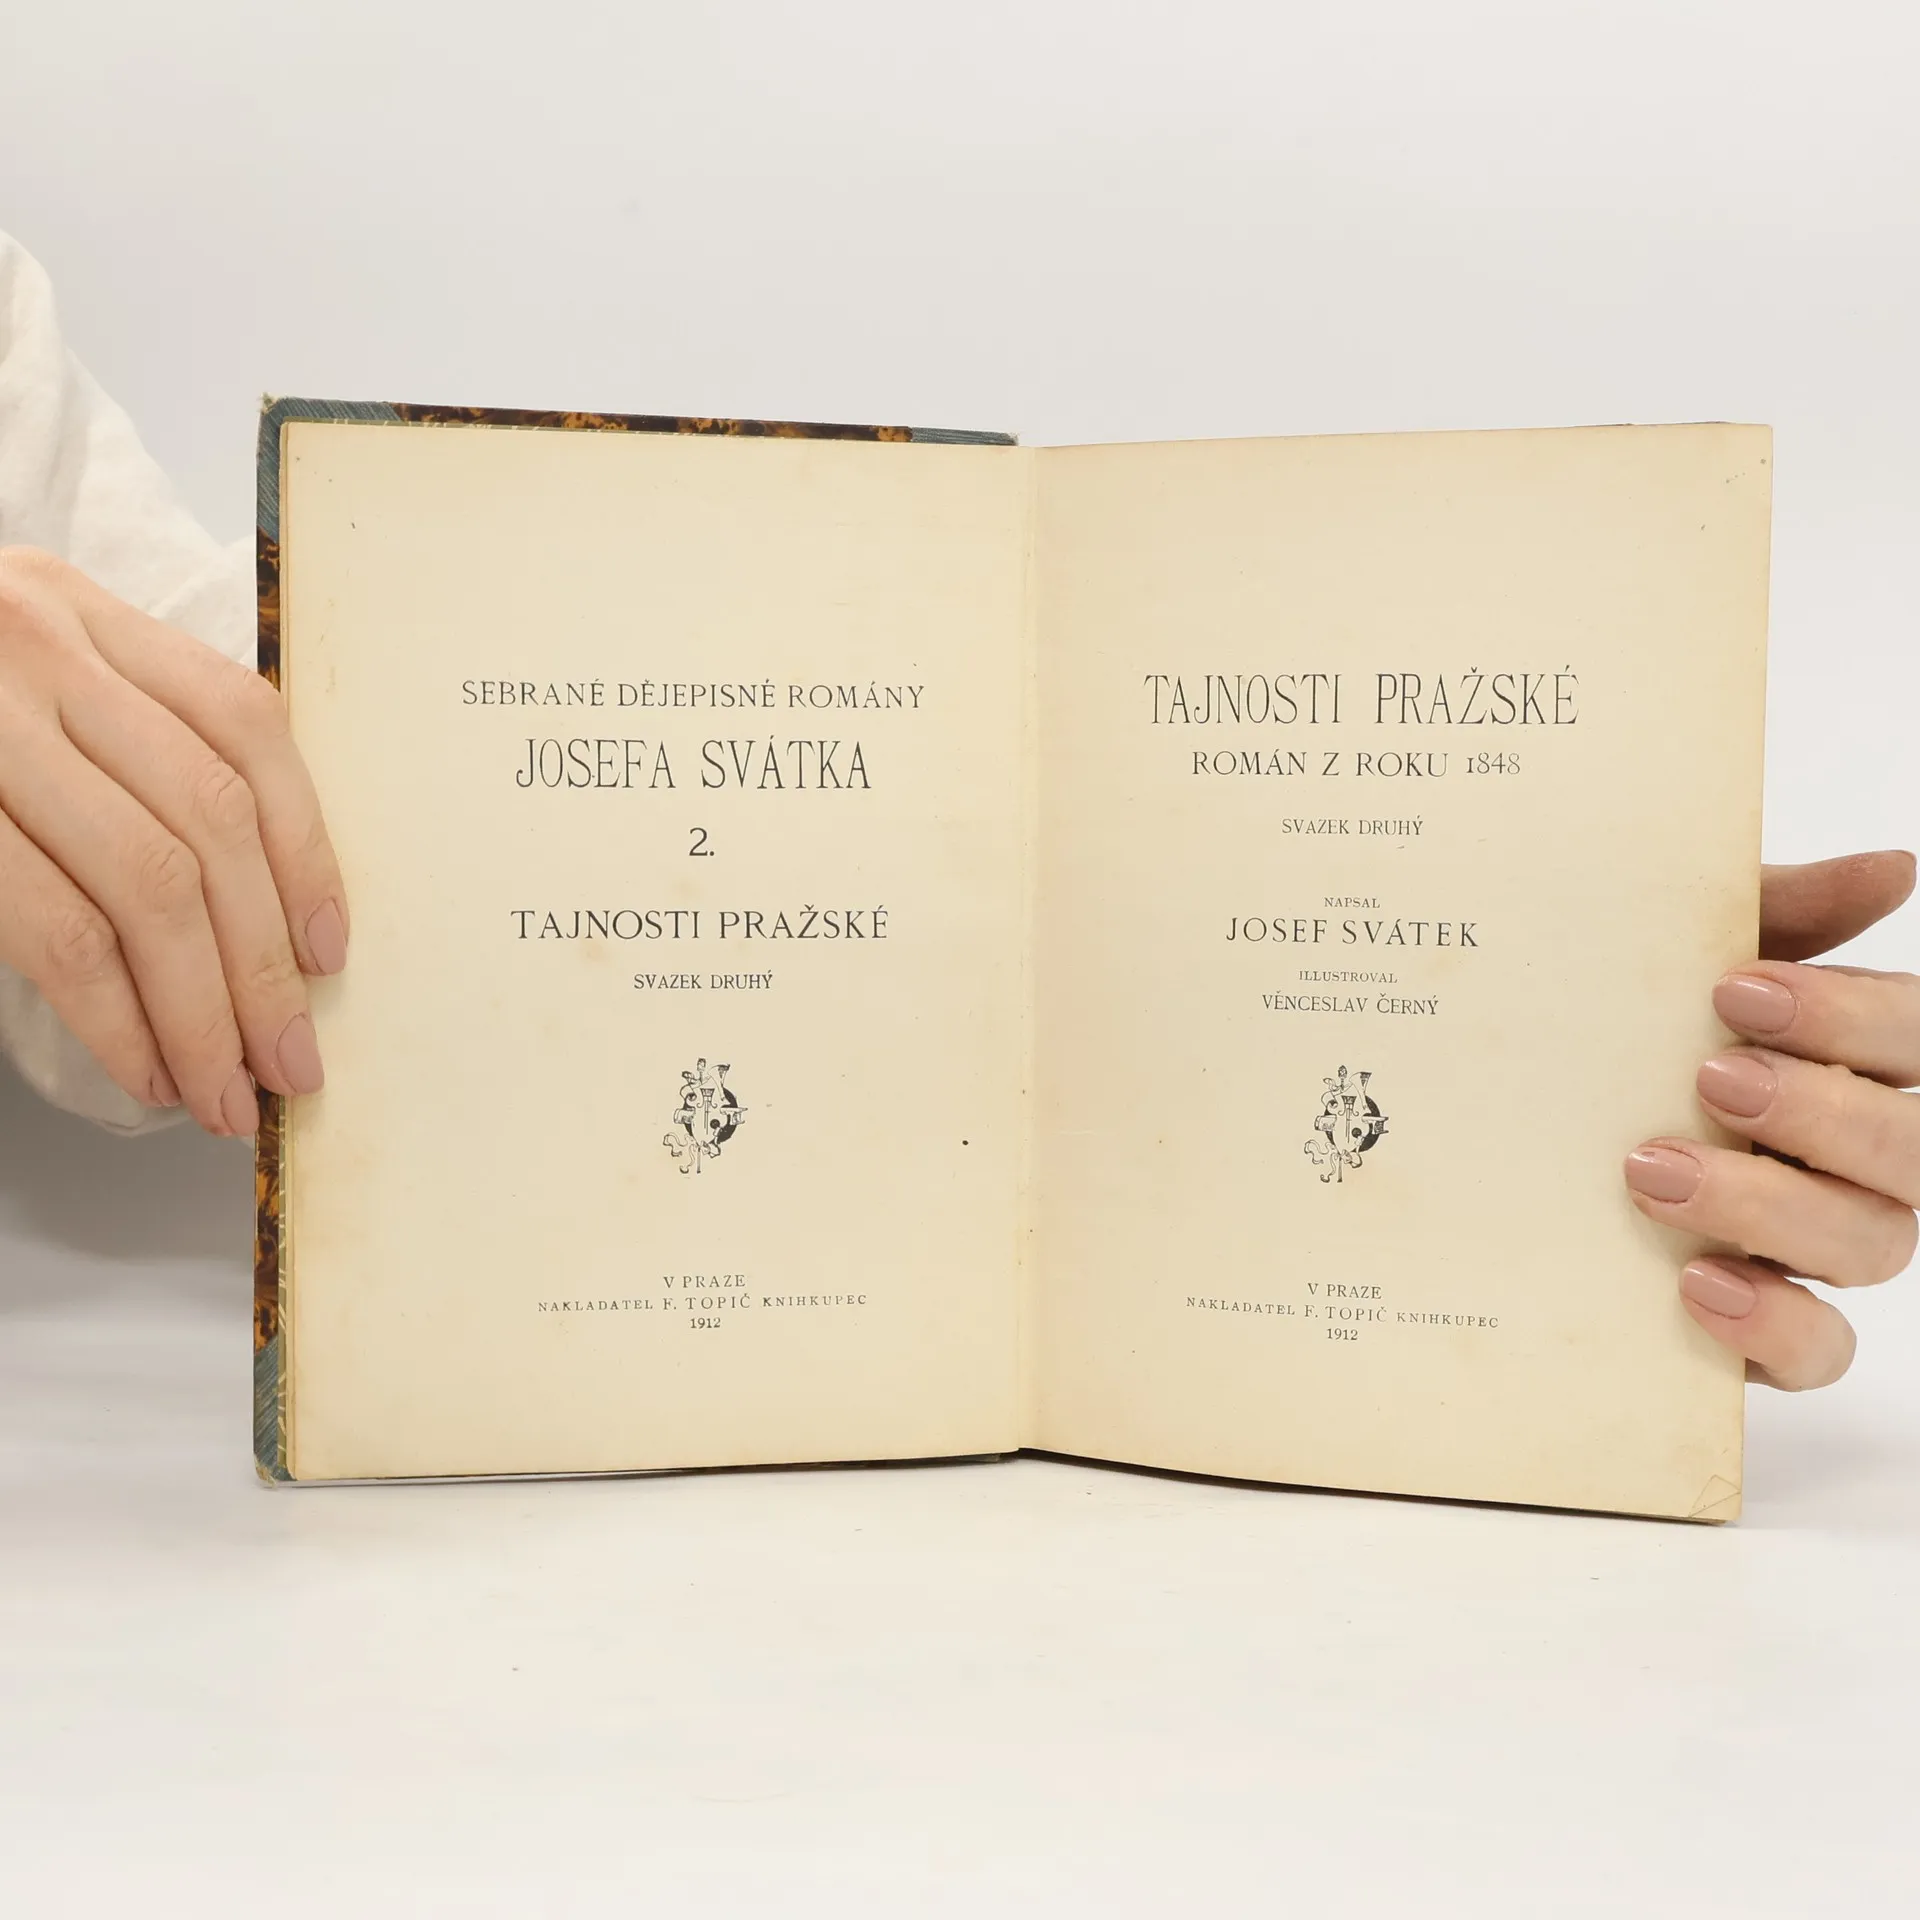 SEBRANÉ DĚJEPISNÉ ROMÁNY
JOSEFA SVÁTKA
2.
TAJNOSTI PRAŽSKÉ
SVAZEK DRUHÝ
V PRAZE
NAKLADATEL F. TOPIČ KNIHKUPEC
1912
TAJNOSTI PRAŽSKÉ
ROMÁN Z ROKU 1848
SVAZEK DRUHÝ
NAPSAL
JOSEF SVÁTEK
ILLUSTROVAL
VĚNCESLAV ČERNÝ
V PRAZE
NAKLADATEL F. TOPIČ KNIHKUPEC
1912